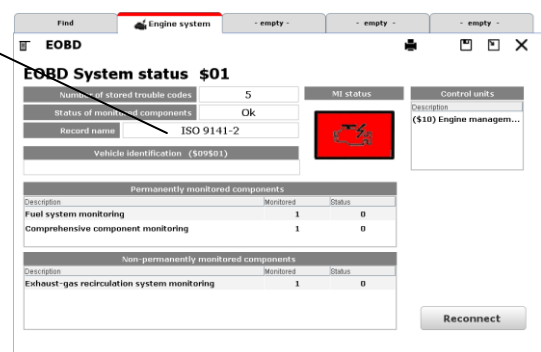 Find Engine system - empty - - empty - - empty -
EOBD
EOBD System status $01
Number of stored trouble codes 5 MI status Control units
Status of monitored components Ok Description
Record name ISO 9141-2 ($10) Engine managem...
Vehicle identification ($09$01)
Permanently monitored components
Description Monitored Status
Fuel system monitoring 1 0
Comprehensive component monitoring 1 0
Non-permanently monitored components
Description Monitored Status
Exhaust-gas recirculation system monitoring 1 0
Reconnect